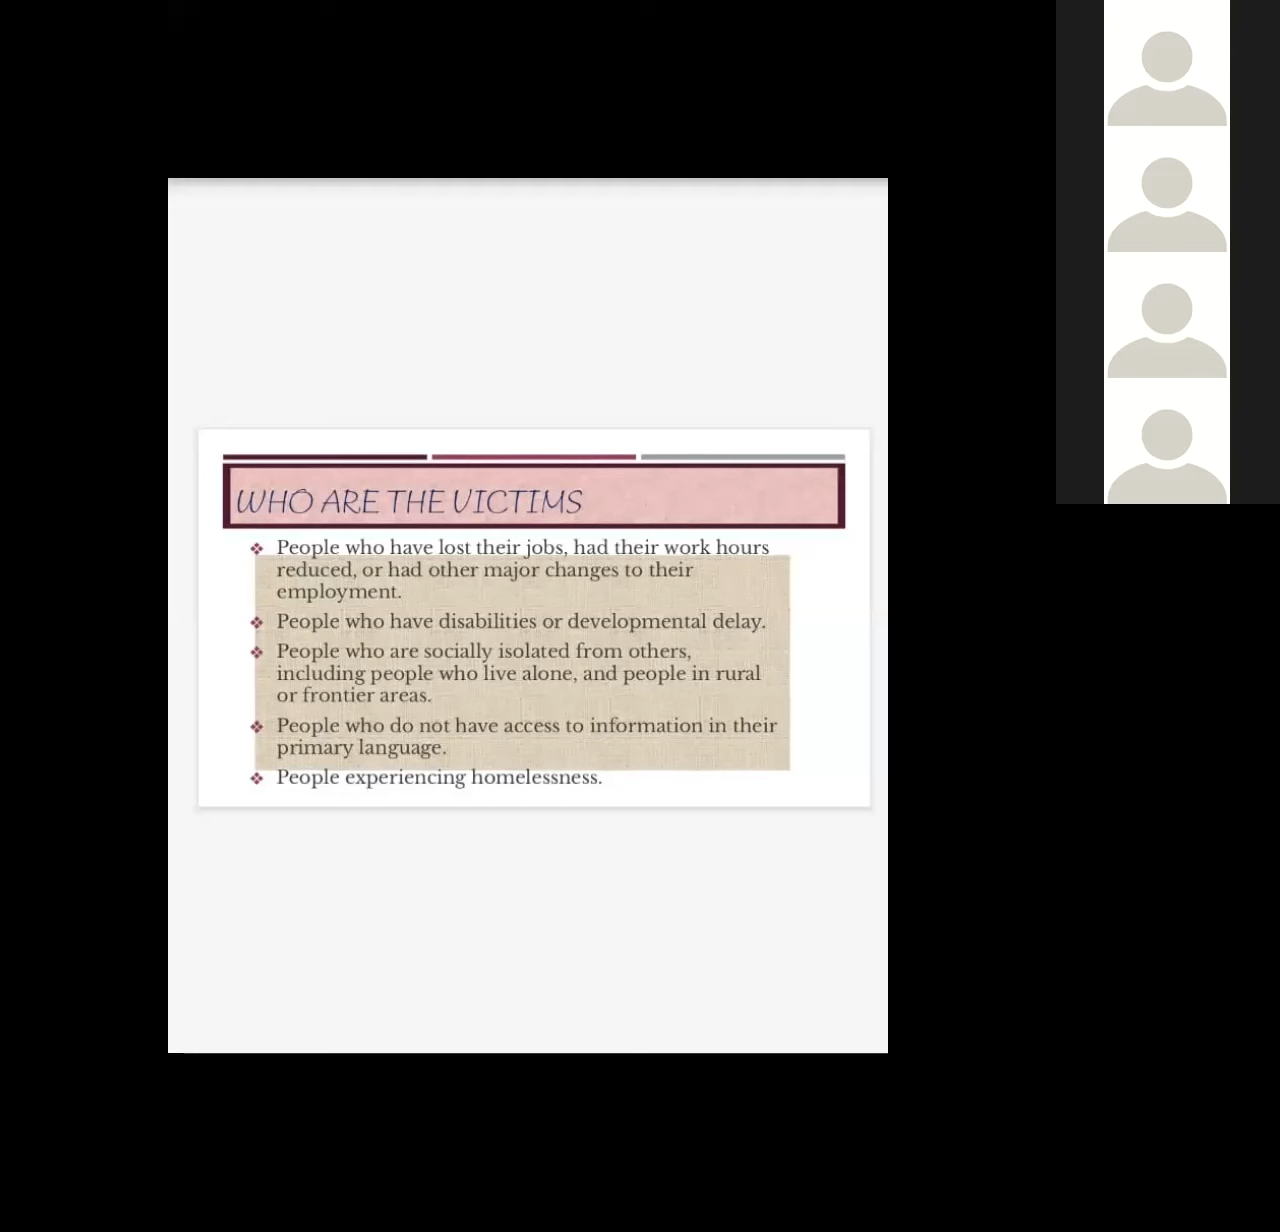 WHO ARE THE VICTIMS
❖ People who have lost their jobs, had their work hours
reduced, or had other major changes to their
employment.
❖ People who have disabilities or developmental delay.
❖ People who are socially isolated from others,
including people who live alone, and people in rural
or frontier areas.
❖ People who do not have access to information in their
primary language.
❖ People experiencing homelessness.